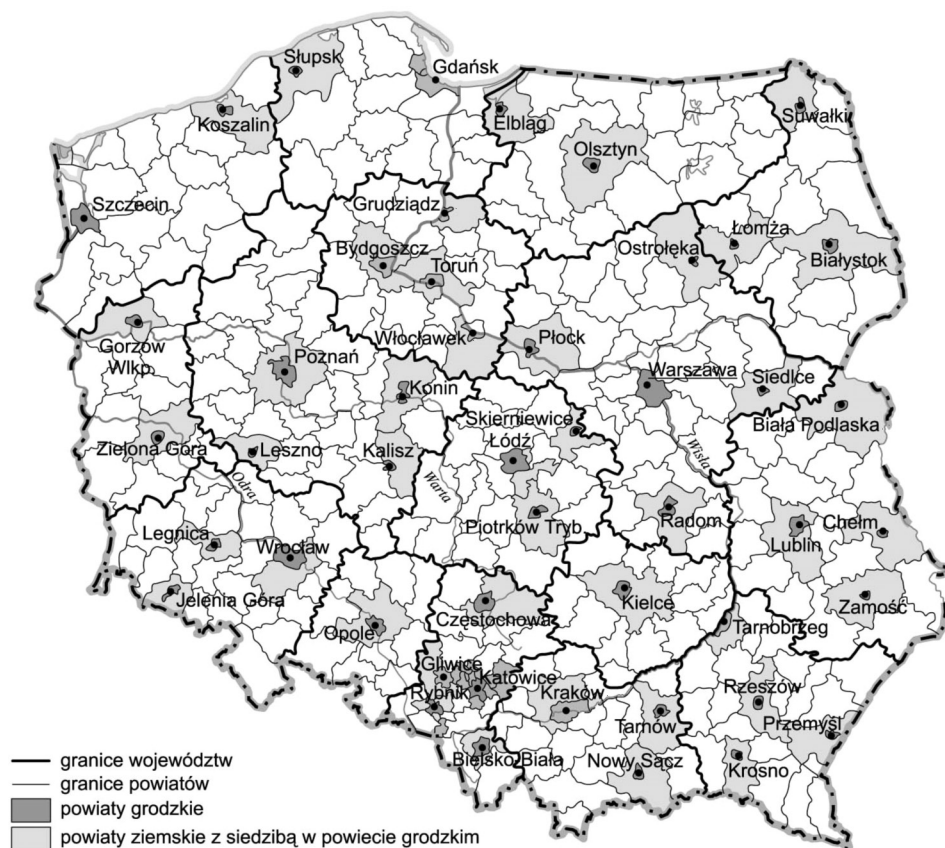 Słupsk
Gdańsk
Koszalin
Elbląg
Suwałki
Olsztyn
Szczecin
Grudziądz
Łomża
Ostrołęka
Bydgoszcz
Białystok
Toruń
Gorzów
Wlkp.
Włocławek
Płock
Poznań
Warszawa
Siedlce
Konin
Skierniewice
Biała Podlaska
Zielona Góra
Leszno
Kalisz
Łódź
Wisła
Warta
Odra
Piotrków Tryb.
Radom
Legnica
Wrocław
Lublin
Chełm
Jelenia Góra
Kielce
Zamość
Opole
Częstochowa
Tarnobrzeg
Gliwice
Katowice
Rybnik
Kraków
Rzeszów
Tarnów
Przemyśl
Bielsko Biała
Nowy Sącz
Krosno
granice województw
granice powiatów
powiaty grodzkie
powiaty ziemskie z siedzibą w powiecie grodzkim